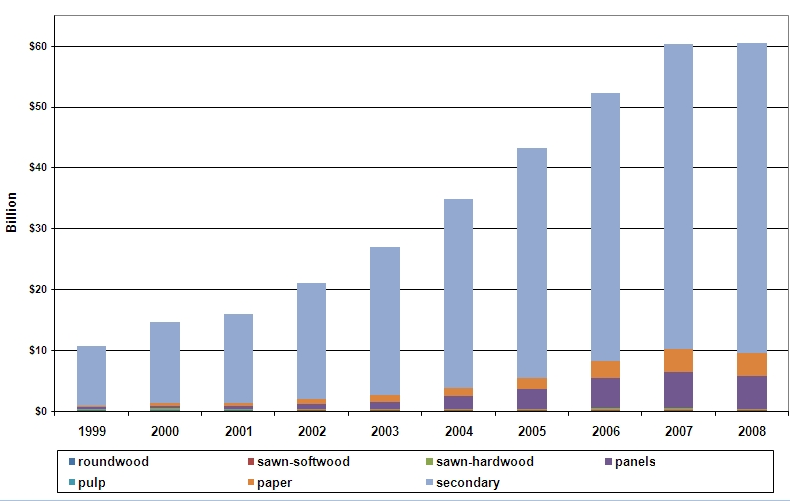 $60
$50
$40
$30
$20
$10
$0
Billion
1999 2000 2001 2002 2003 2004 2005 2006 2007 2008
roundwood sawn-softwood sawn-hardwood panels
pulp paper secondary